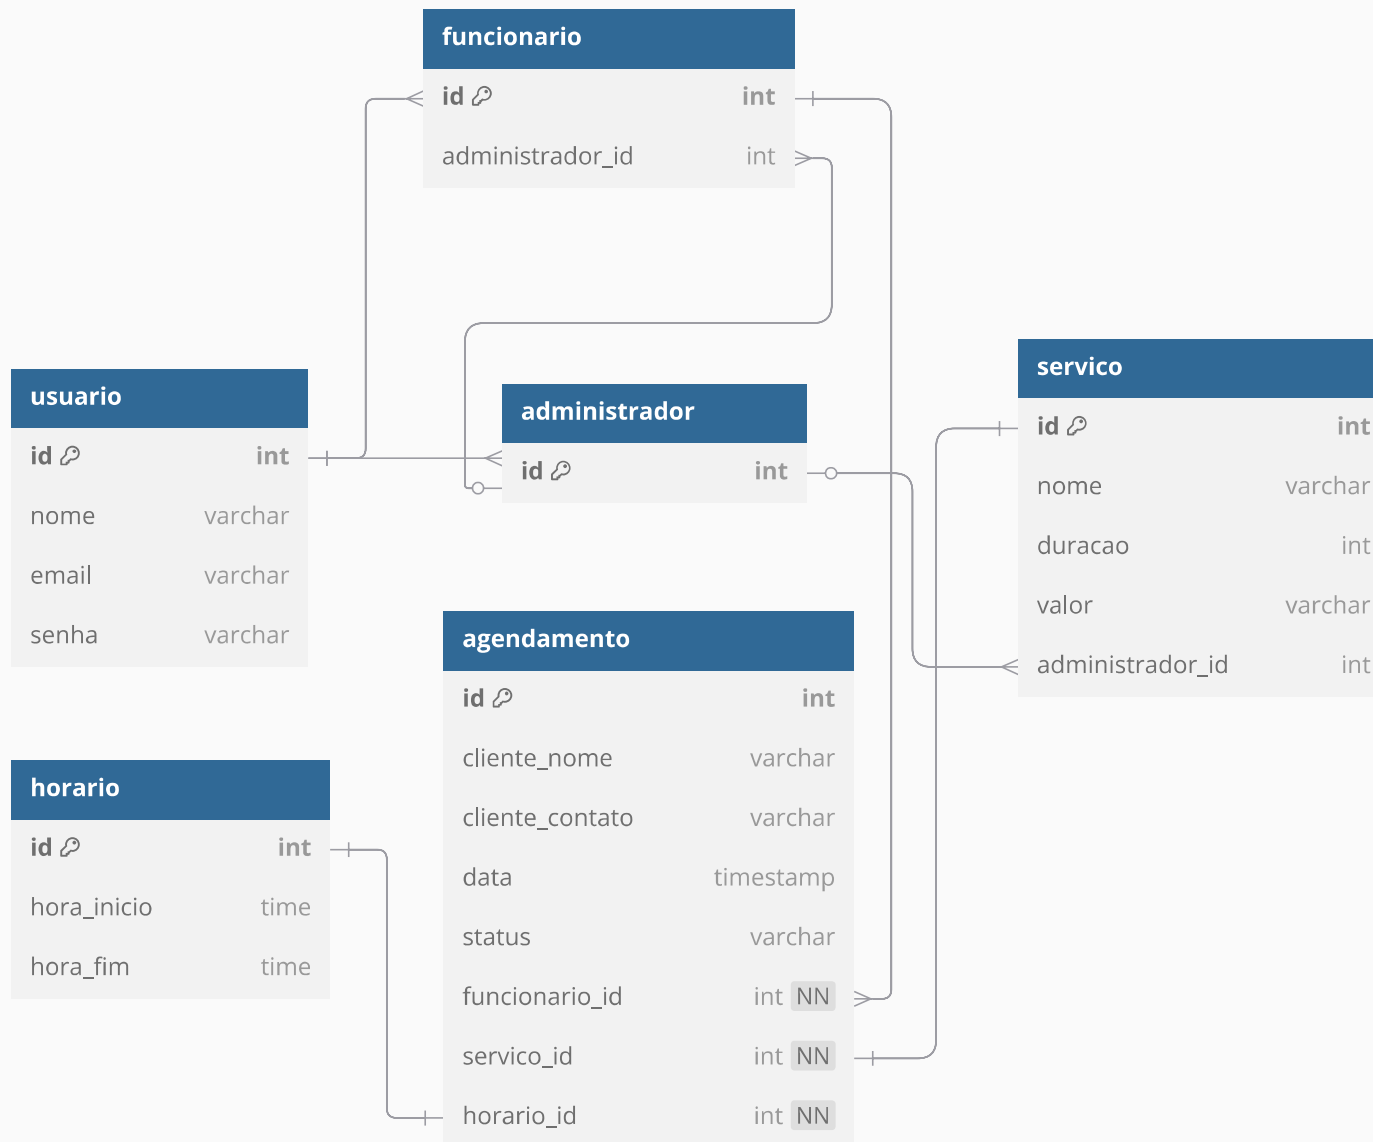 funcionario
id int
administrador_id int
usuario
id int
nome varchar
email varchar
senha varchar
administrador
id int
servico
id int
nome varchar
duracao int
valor varchar
administrador_id int
agendamento
id int
cliente_nome varchar
cliente_contato varchar
data timestamp
status varchar
funcionario_id int NN
servico_id int NN
horario_id int NN
horario
id int
hora_inicio time
hora_fim time